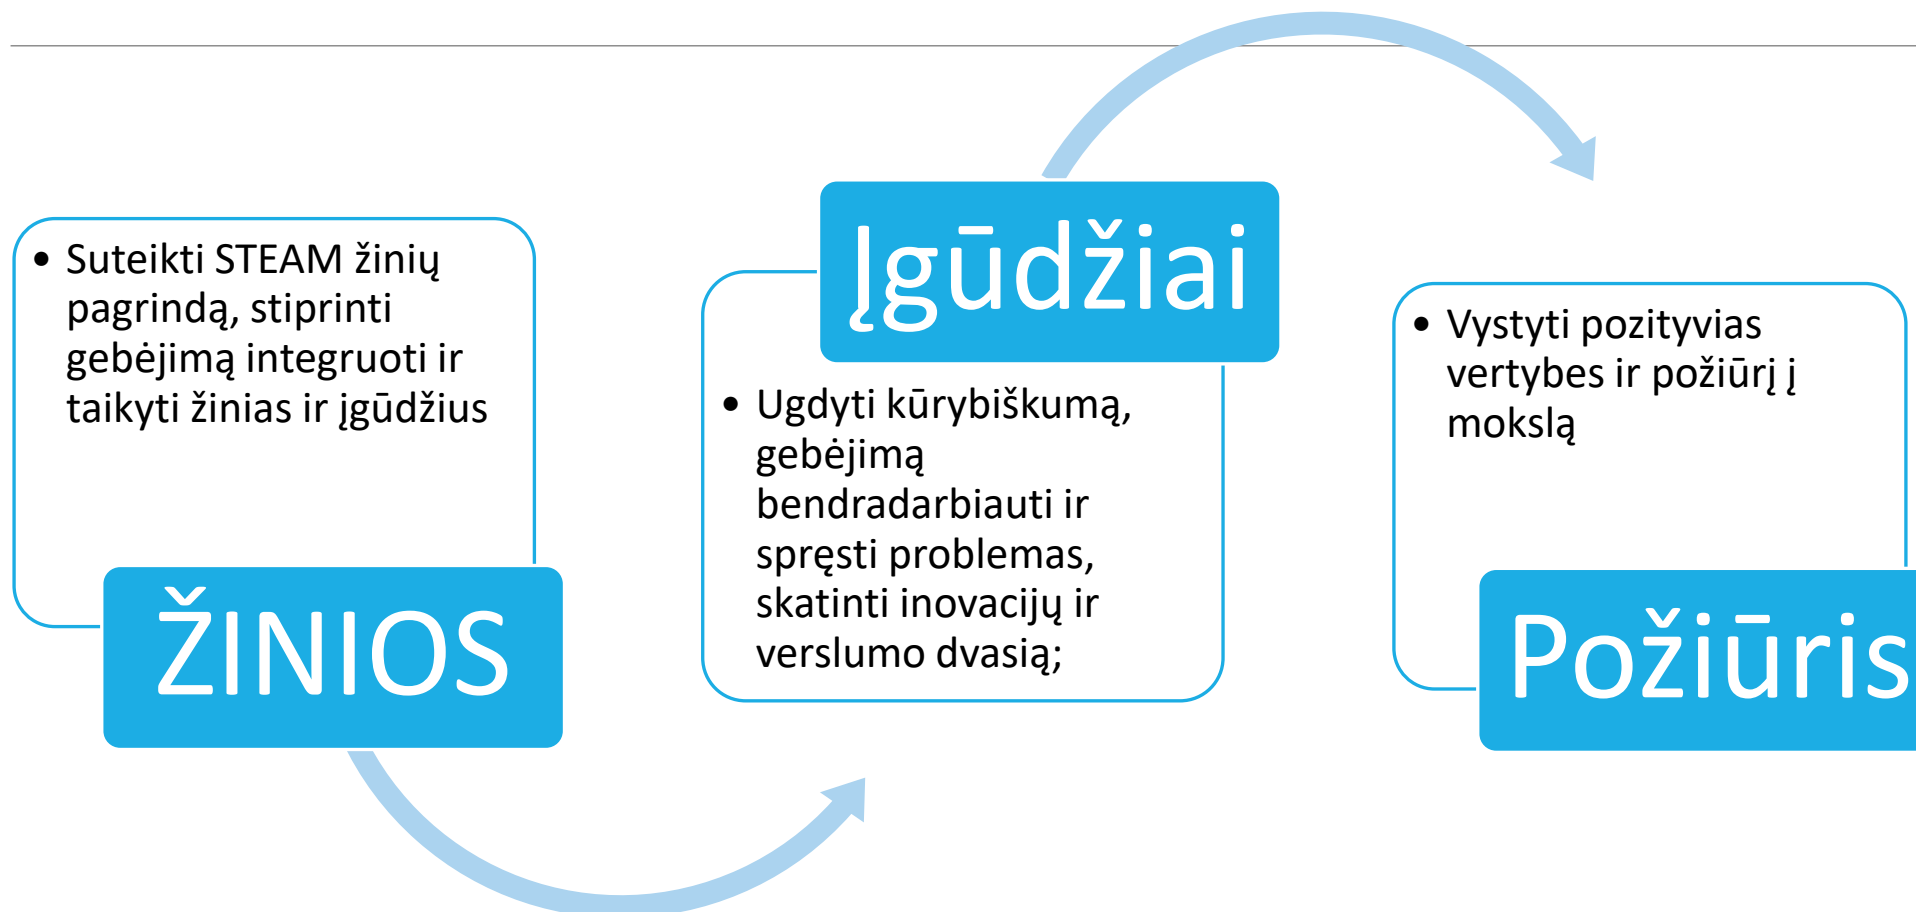 • Suteikti STEAM žinių
pagrindą, stiprinti
gebėjimą integruoti ir
taikyti žinias ir įgūdžius
ŽINIOS
Įgūdžiai
• Ugdyti kūrybiškumą,
gebėjimą
bendradarbiauti ir
spręsti problemas,
skatinti inovacijų ir
verslumo dvasią;
• Vystyti pozityvias
vertybes ir požiūrį į
mokslą
Požiūris